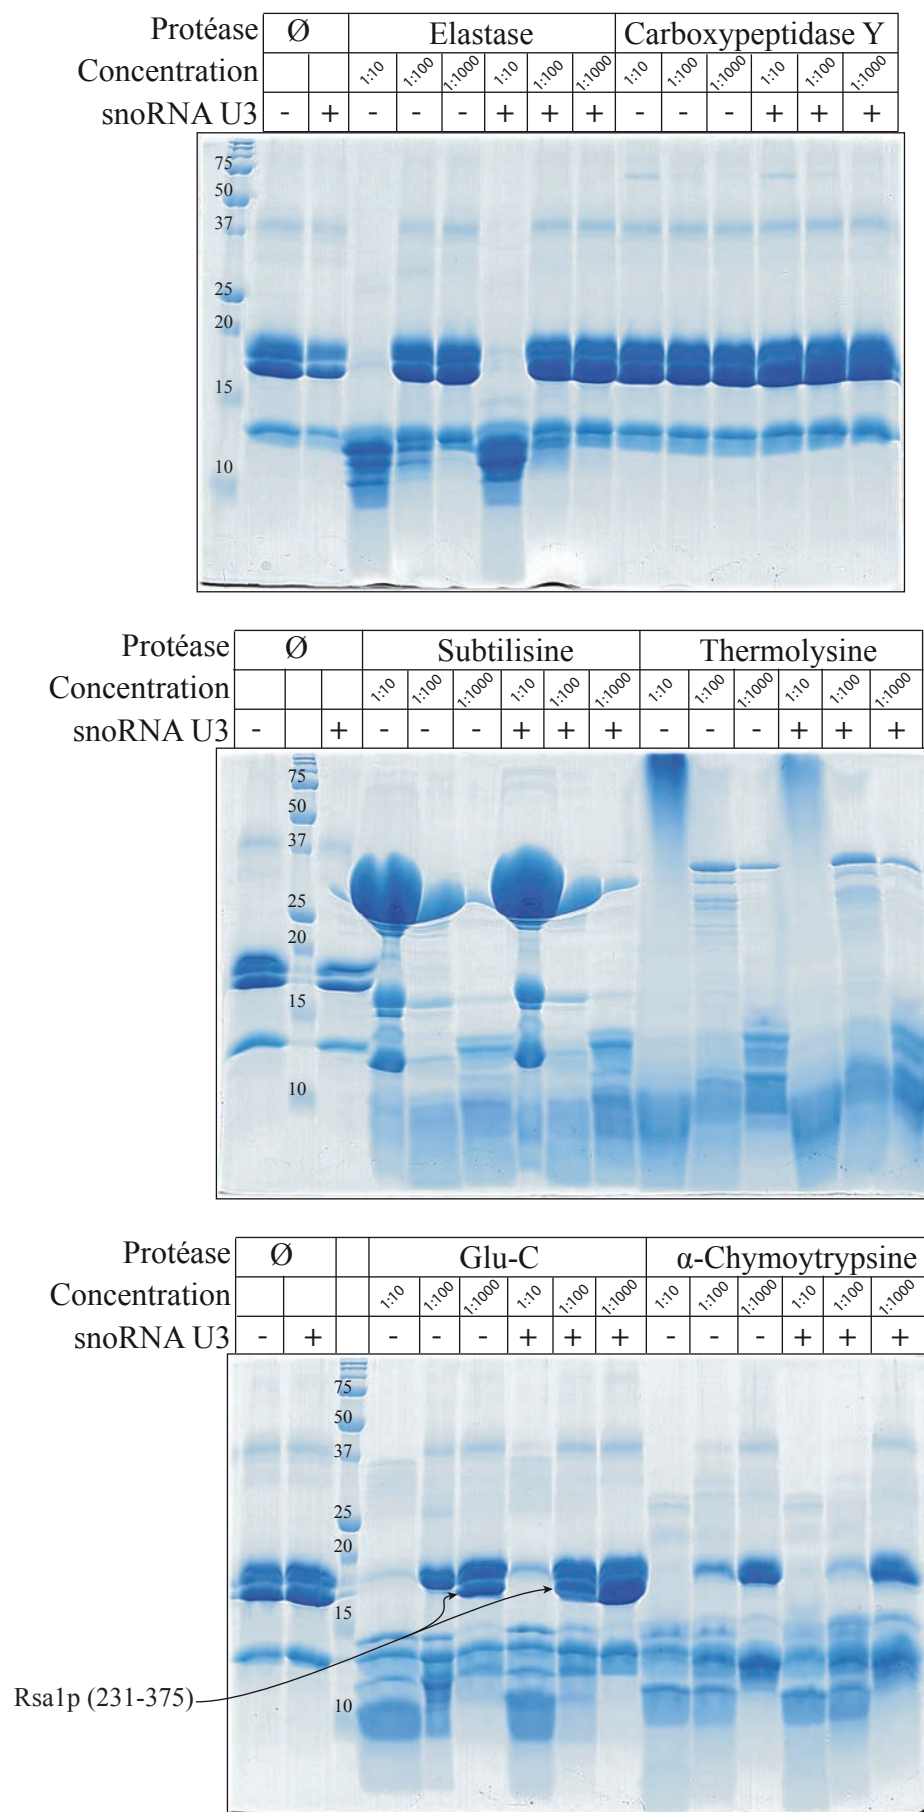 Protéase Ø Elastase Carboxypeptidase Y
Concentration 1:10 1:100 1:1000 1:10 1:100 1:1000 1:10 1:100 1:1000 1:10 1:100 1:1000
snoRNA U3 - + - - - + + + - - - + + +
75
50
37
25
20
15
10
Protéase Ø Subtilisine Thermolysine
Concentration 1:10 1:100 1:1000 1:10 1:100 1:1000 1:10 1:100 1:1000 1:10 1:100 1:1000
snoRNA U3 - + - - - + + + - - - + + +
75
50
37
25
20
15
10
Protéase Ø Glu-C α-Chymoytrypsine
Concentration 1:10 1:100 1:1000 1:10 1:100 1:1000 1:10 1:100 1:1000 1:10 1:100 1:1000
snoRNA U3 - + - - - + + + - - - + + +
75
50
37
25
20
15
Rsa1p (231-375)
10